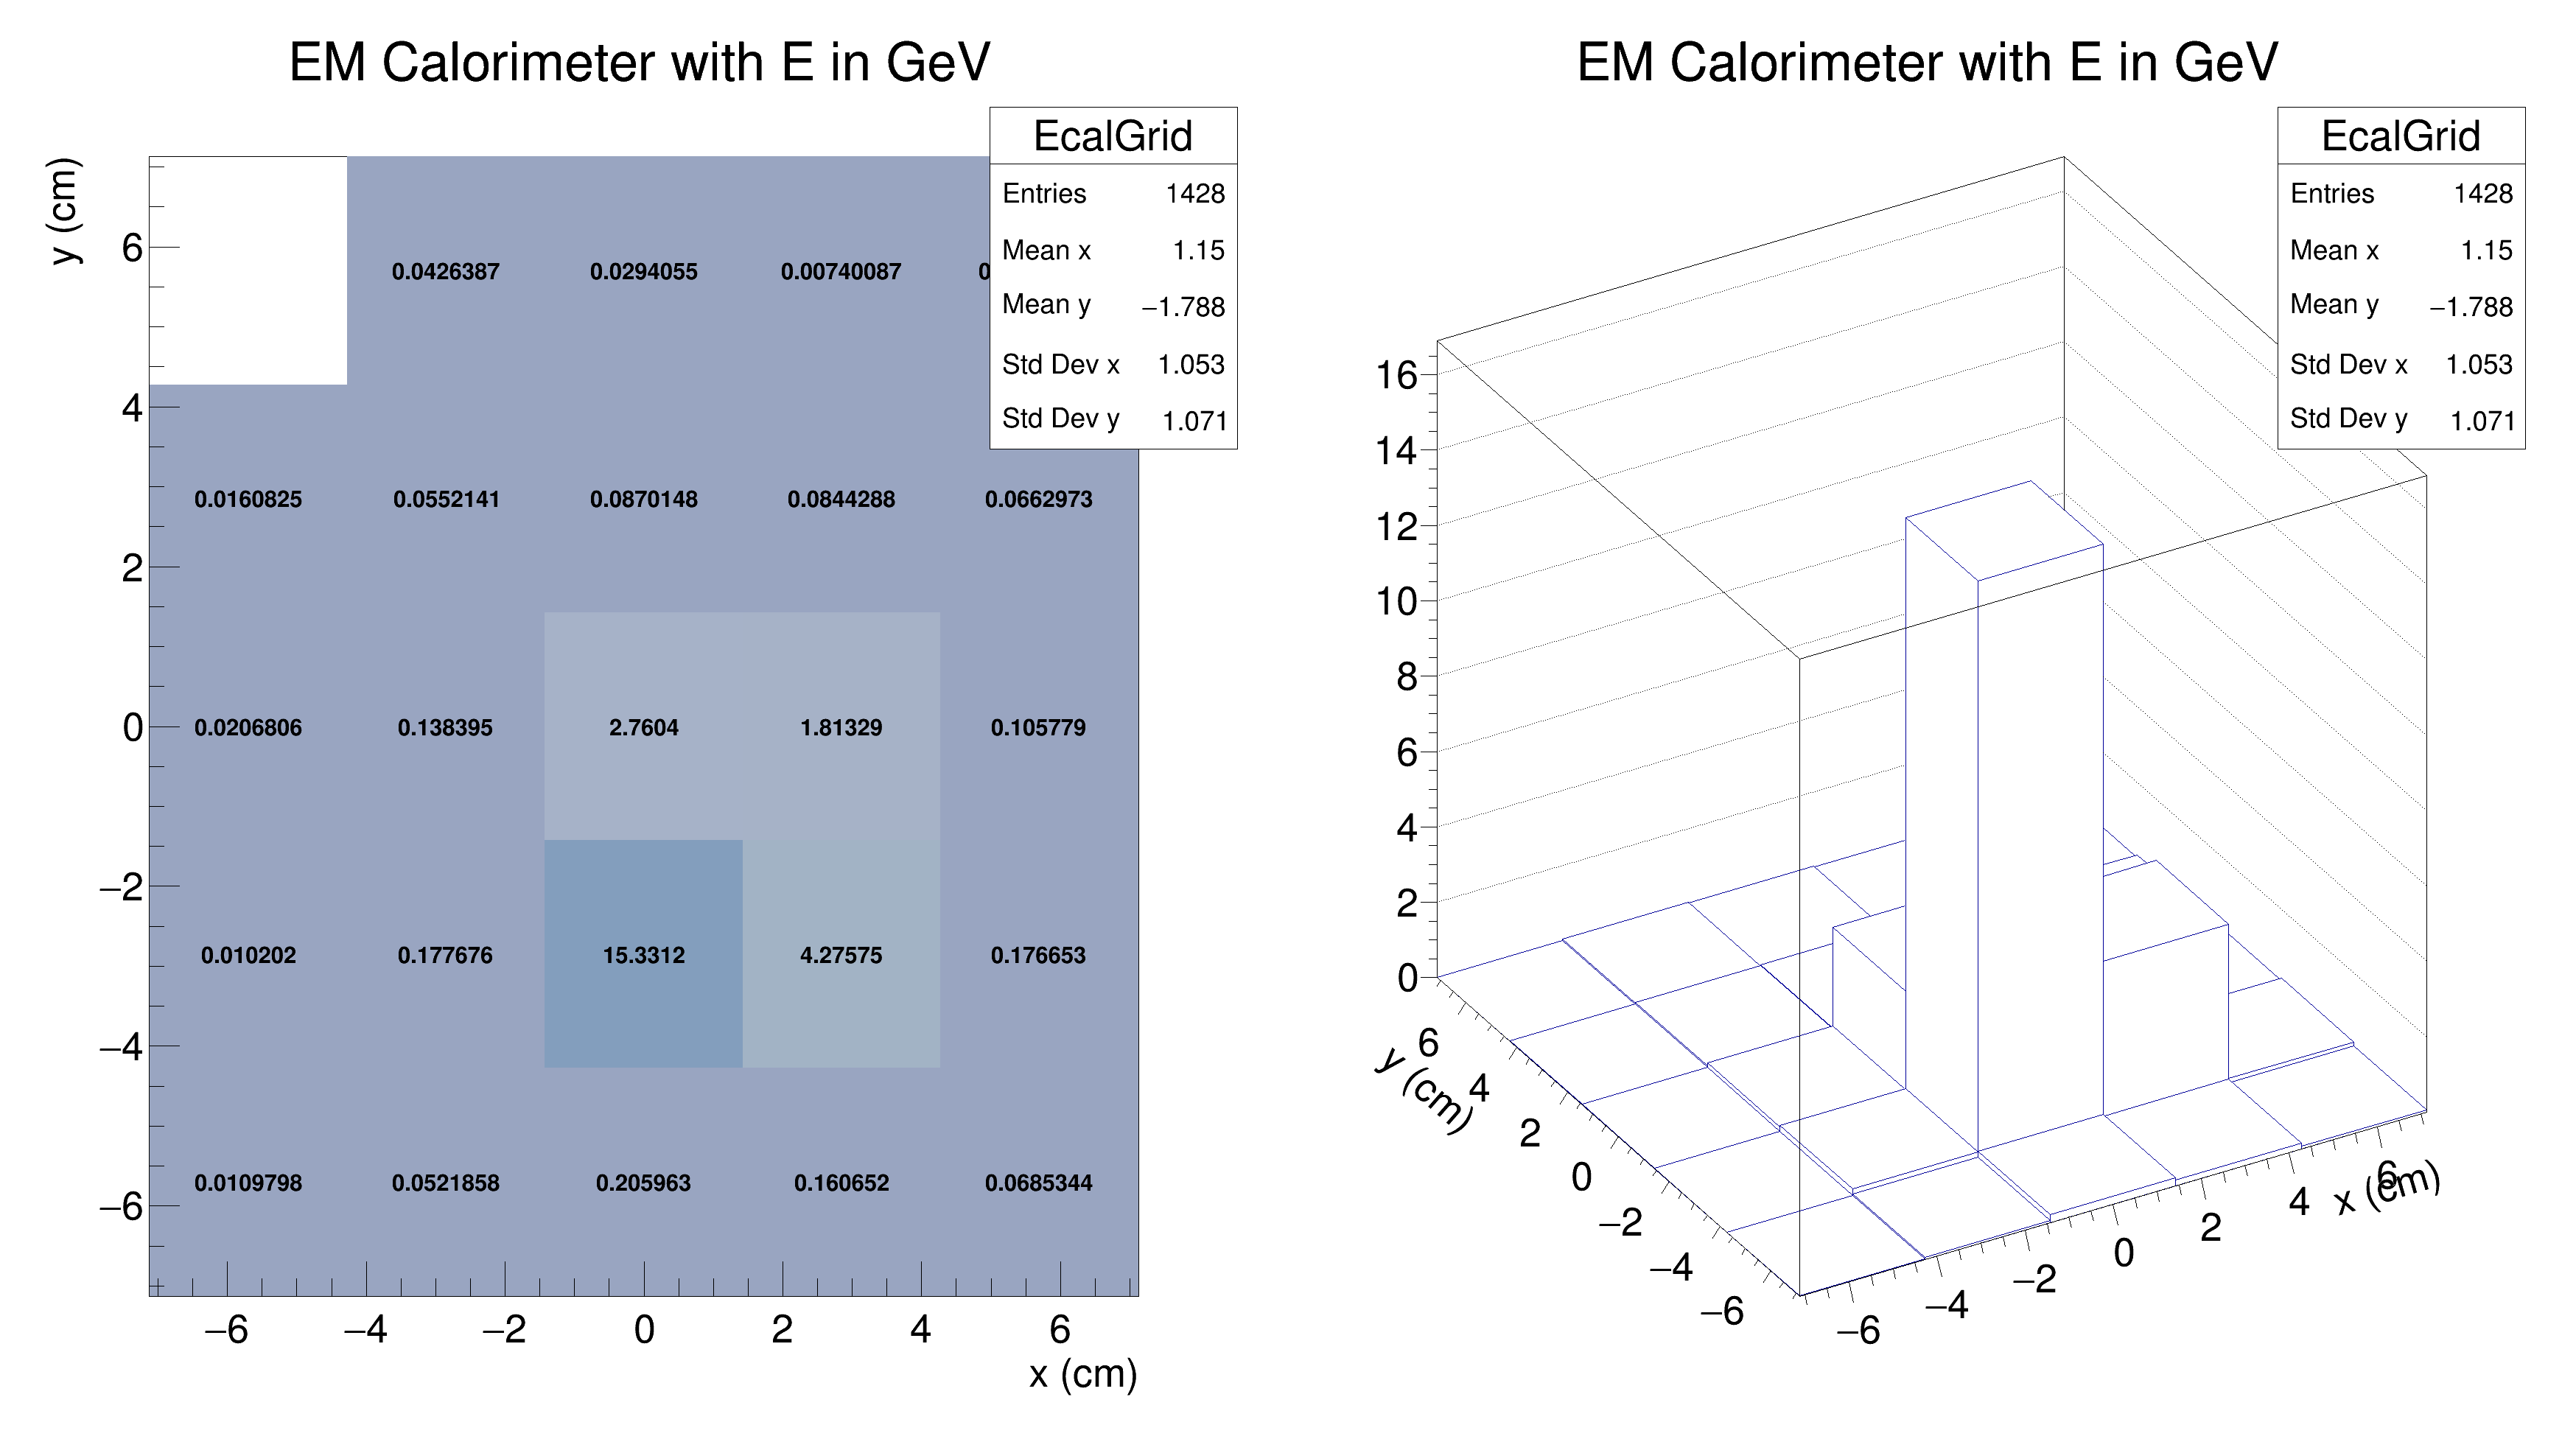 EM Calorimeter with E in GeV
EcalGrid
Entries 1428
Mean x 1.15
Mean y −1.788
Std Dev x 1.053
Std Dev y 1.071
y (cm)
6
4
2
0
−2
−4
−6
0.0426387 0.0294055 0.00740087
0.0160825 0.0552141 0.0870148 0.0844288 0.0662973
0.0206806 0.138395 2.7604 1.81329 0.105779
0.010202 0.177676 15.3312 4.27575 0.176653
0.0109798 0.0521858 0.205963 0.160652 0.0685344
−6 −4 −2 0 2 4 6
x (cm)
EM Calorimeter with E in GeV
EcalGrid
Entries 1428
Mean x 1.15
Mean y −1.788
Std Dev x 1.053
Std Dev y 1.071
16
14
12
10
8
6
4
2
0
y (cm)
6
4
2
0
−2
−4
−6
−6
−4
−2
0
2
4
6
x (cm)